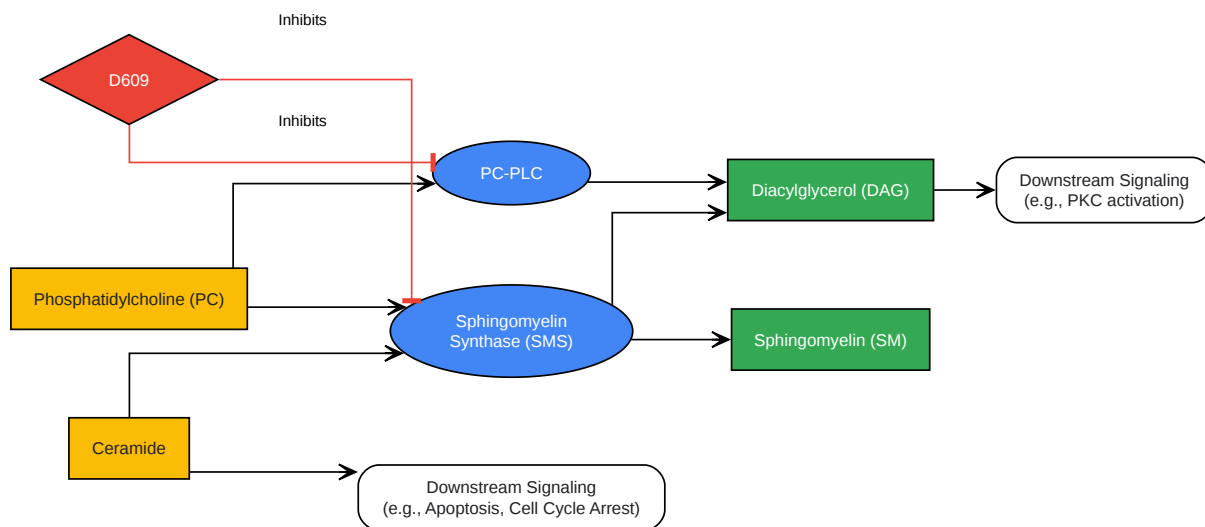 Inhibits
D609
Inhibits
PC-PLC
Diacylglycerol (DAG)
Downstream Signaling
(e.g., PKC activation)
Phosphatidylcholine (PC)
Sphingomyelin
Synthase (SMS)
Sphingomyelin (SM)
Ceramide
Downstream Signaling
(e.g., Apoptosis, Cell Cycle Arrest)